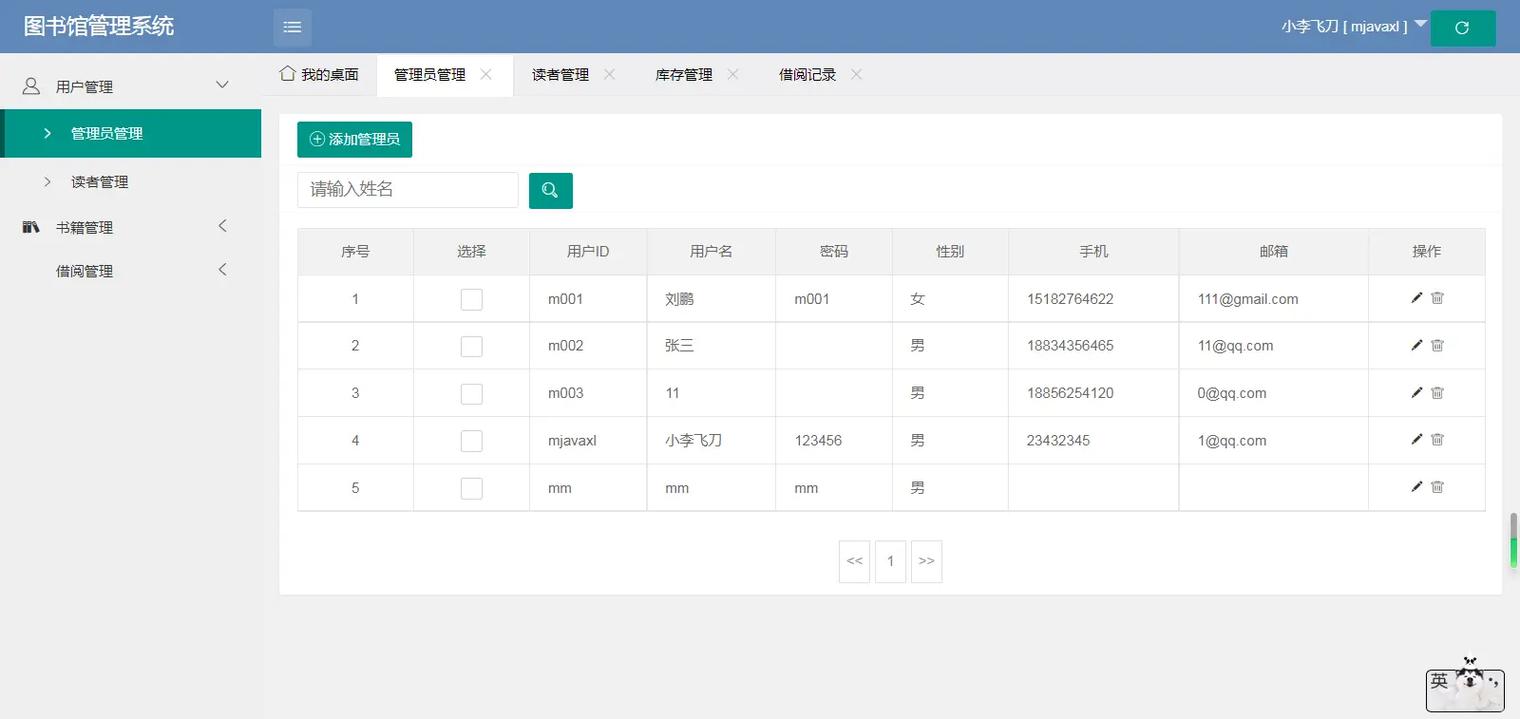 图书馆管理系统
小李飞刀 [ mjavaxl ]
用户管理
管理员管理
读者管理
书籍管理
借阅管理
我的桌面 管理员管理 读者管理 库存管理 借阅记录
添加管理员
请输入姓名
序号 选择 用户ID 用户名 密码 性别 手机 邮箱 操作
1 m001 刘鹏 m001 女 15182764622 111@gmail.com
2 m002 张三 男 18834356465 11@qq.com
3 m003 11 男 18856254120 0@qq.com
4 mjavaxl 小李飞刀 123456 男 23432345 1@qq.com
5 mm mm mm 男
<< 1 >>
英